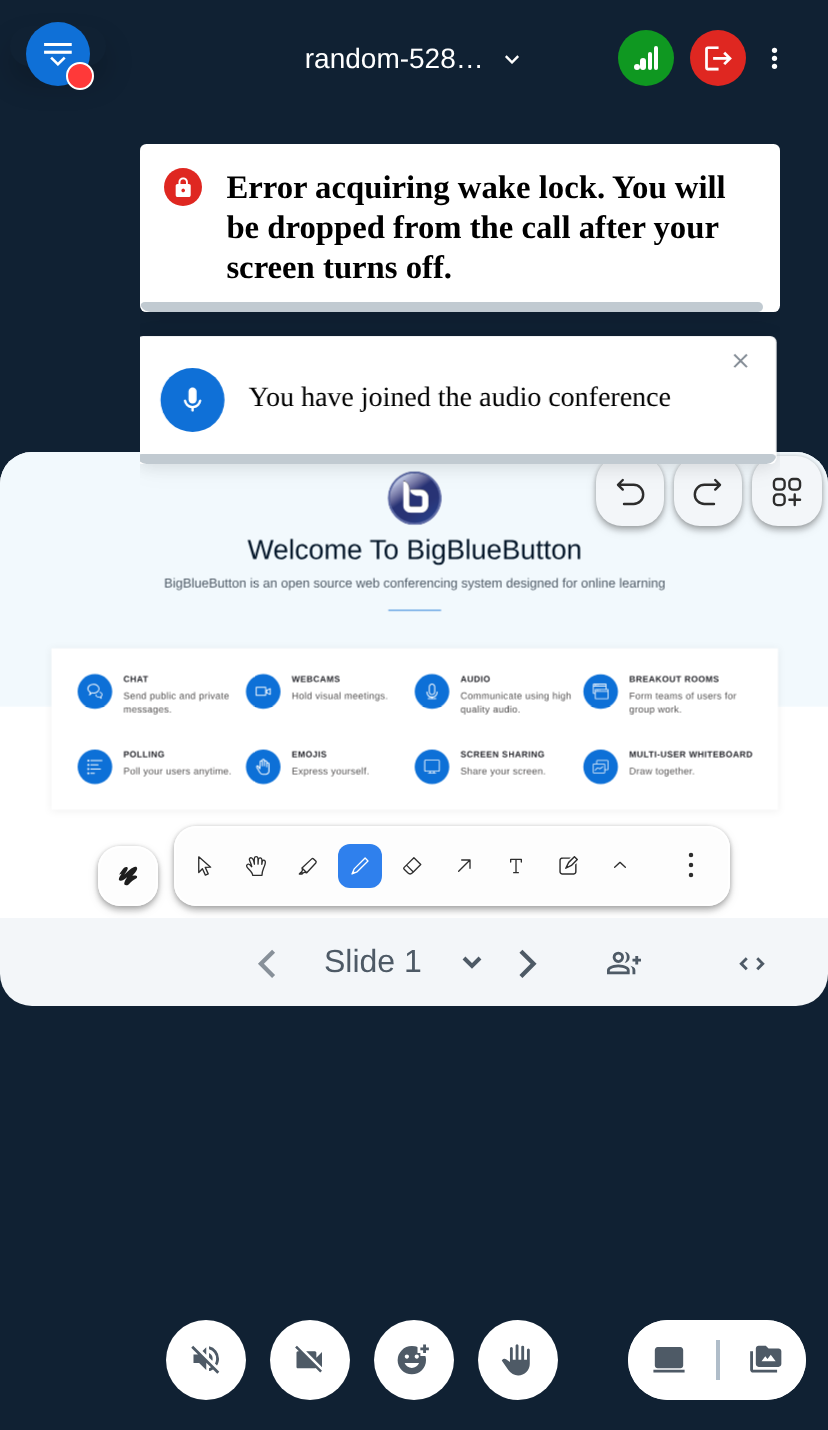 random-528...
Error acquiring wake lock. You will
be dropped from the call after your
screen turns off.
You have joined the audio conference
Welcome To BigBlueButton
BigBlueButton is an open source web conferencing system designed for online learning
CHAT
Send public and private
messages.
WEBCAMS
Hold visual meetings.
AUDIO
Communicate using high
quality audio.
BREAKOUT ROOMS
Form teams of users for
group work.
POLLING
Poll your users anytime.
EMOJIS
Express yourself.
SCREEN SHARING
Share your screen.
MULTI-USER WHITEBOARD
Draw together.
Slide 1